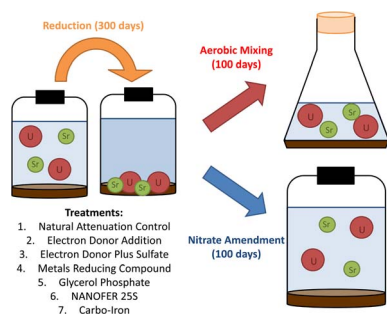 Reduction (300 days)
Aerobic Mixing
(100 days)
U
Sr
Sr
U
Sr
U
Sr
U
U
Sr
Sr
U
Treatments:
1. Natural Attenuation Control
2. Electron Donor Addition
3. Electron Donor Plus Sulfate
4. Metals Reducing Compound
5. Glycerol Phosphate
6. NANOFER 25S
7. Carbo-Iron
Nitrate Amendment
(100 days)
Sr
U
U
Sr